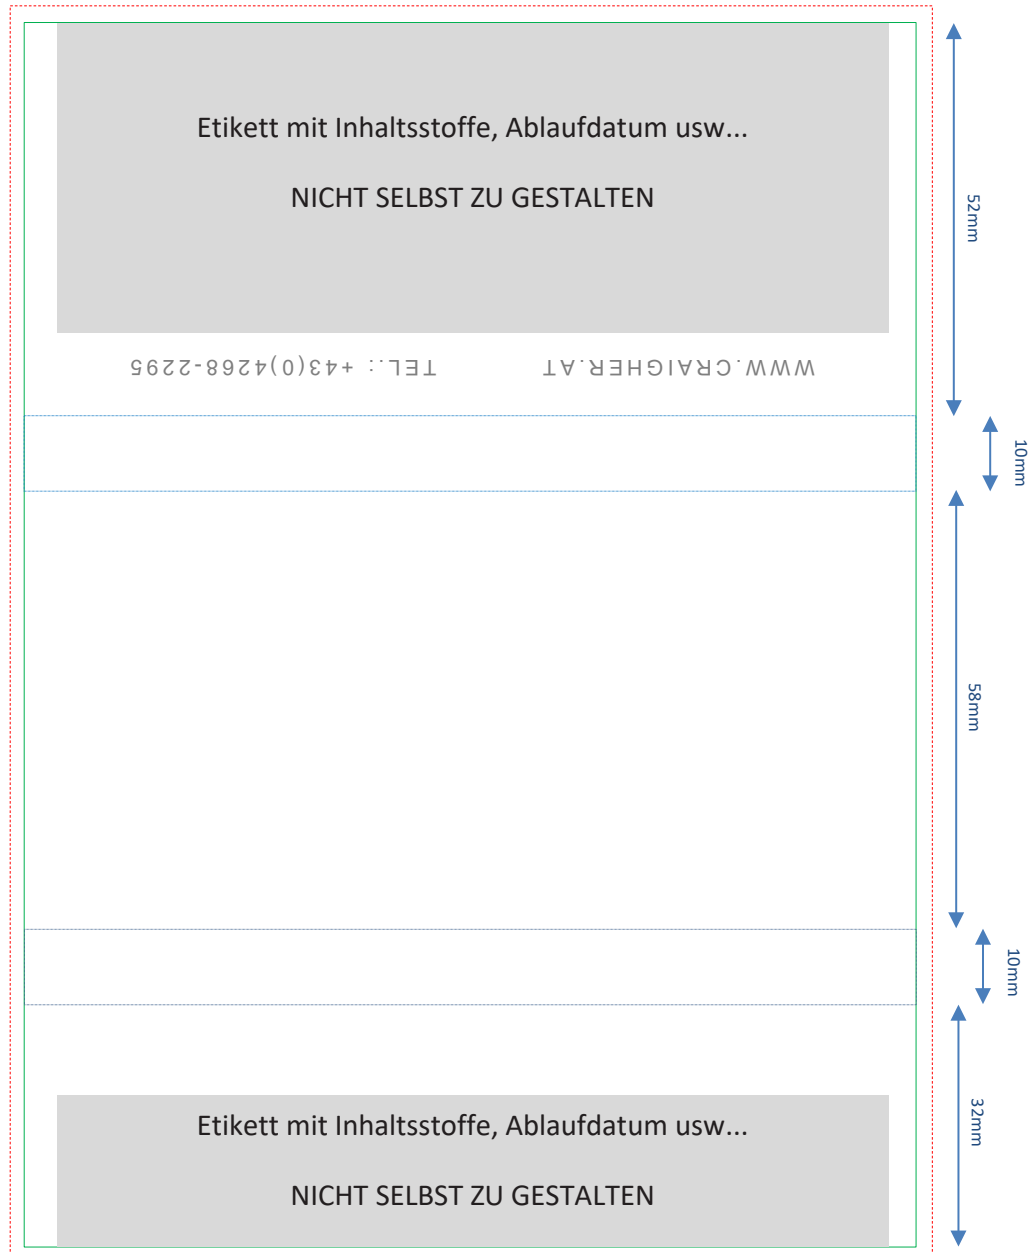 Etikett mit Inhaltsstoffe, Ablaufdatum usw...
NICHT SELBST ZU GESTALTEN
52mm
WWW.CRAIGHER.AT TEL.: +43(0)4268-2295
10mm
58mm
10mm
32mm
Etikett mit Inhaltsstoffe, Ablaufdatum usw...
NICHT SELBST ZU GESTALTEN